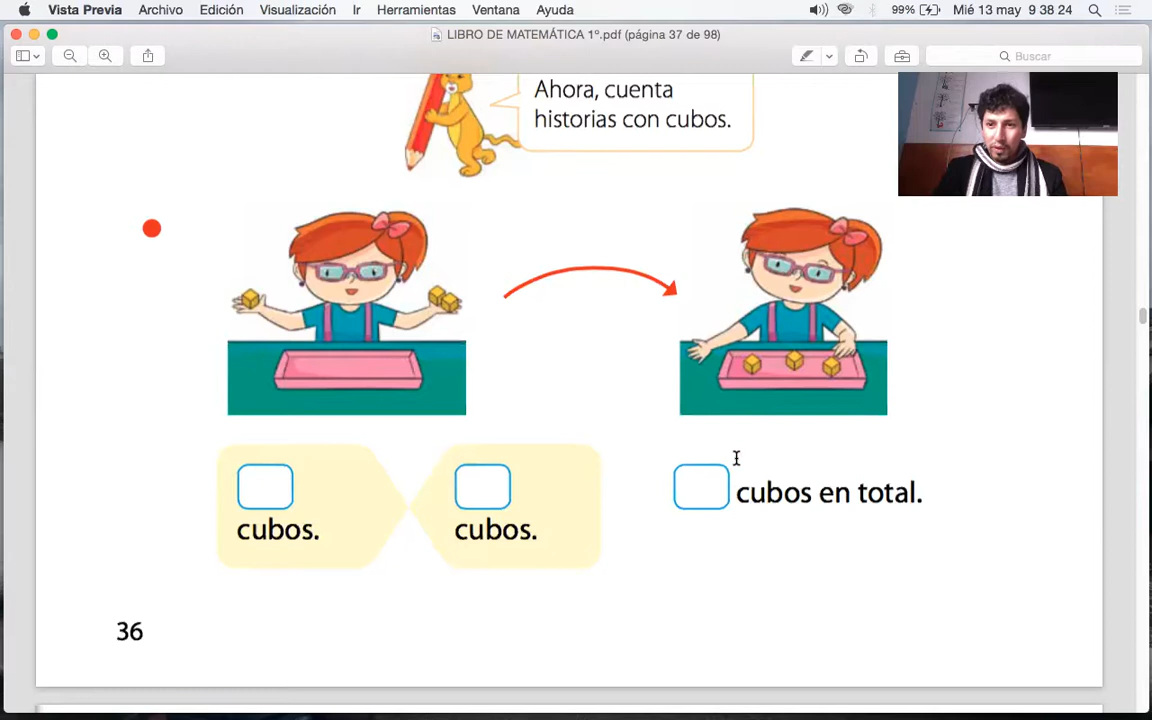 Vista Previa Archivo Edición Visualización Ir Herramientas Ventana Ayuda 99% Mié 13 may 9 38 24
LIBRO DE MATEMÁTICA 1º.pdf (página 37 de 98)
Buscar
Ahora, cuenta
historias con cubos.
cubos.
cubos.
cubos en total.
36